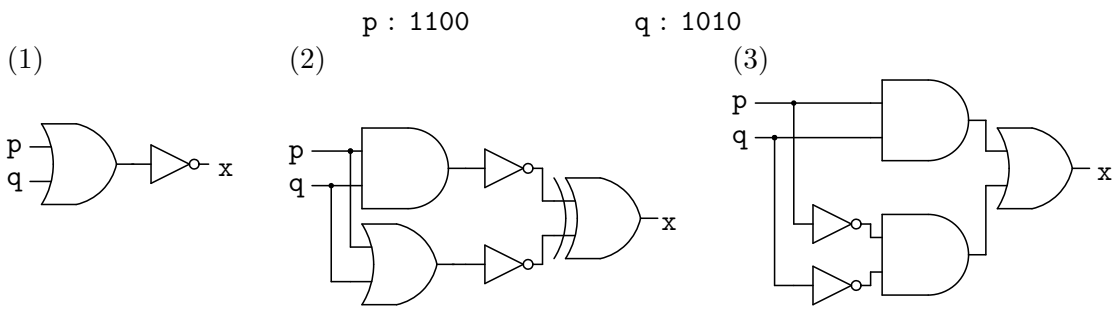 p : 1100 q : 1010
(1) (2) (3)
p
q
x
p
q
x
p
q
x